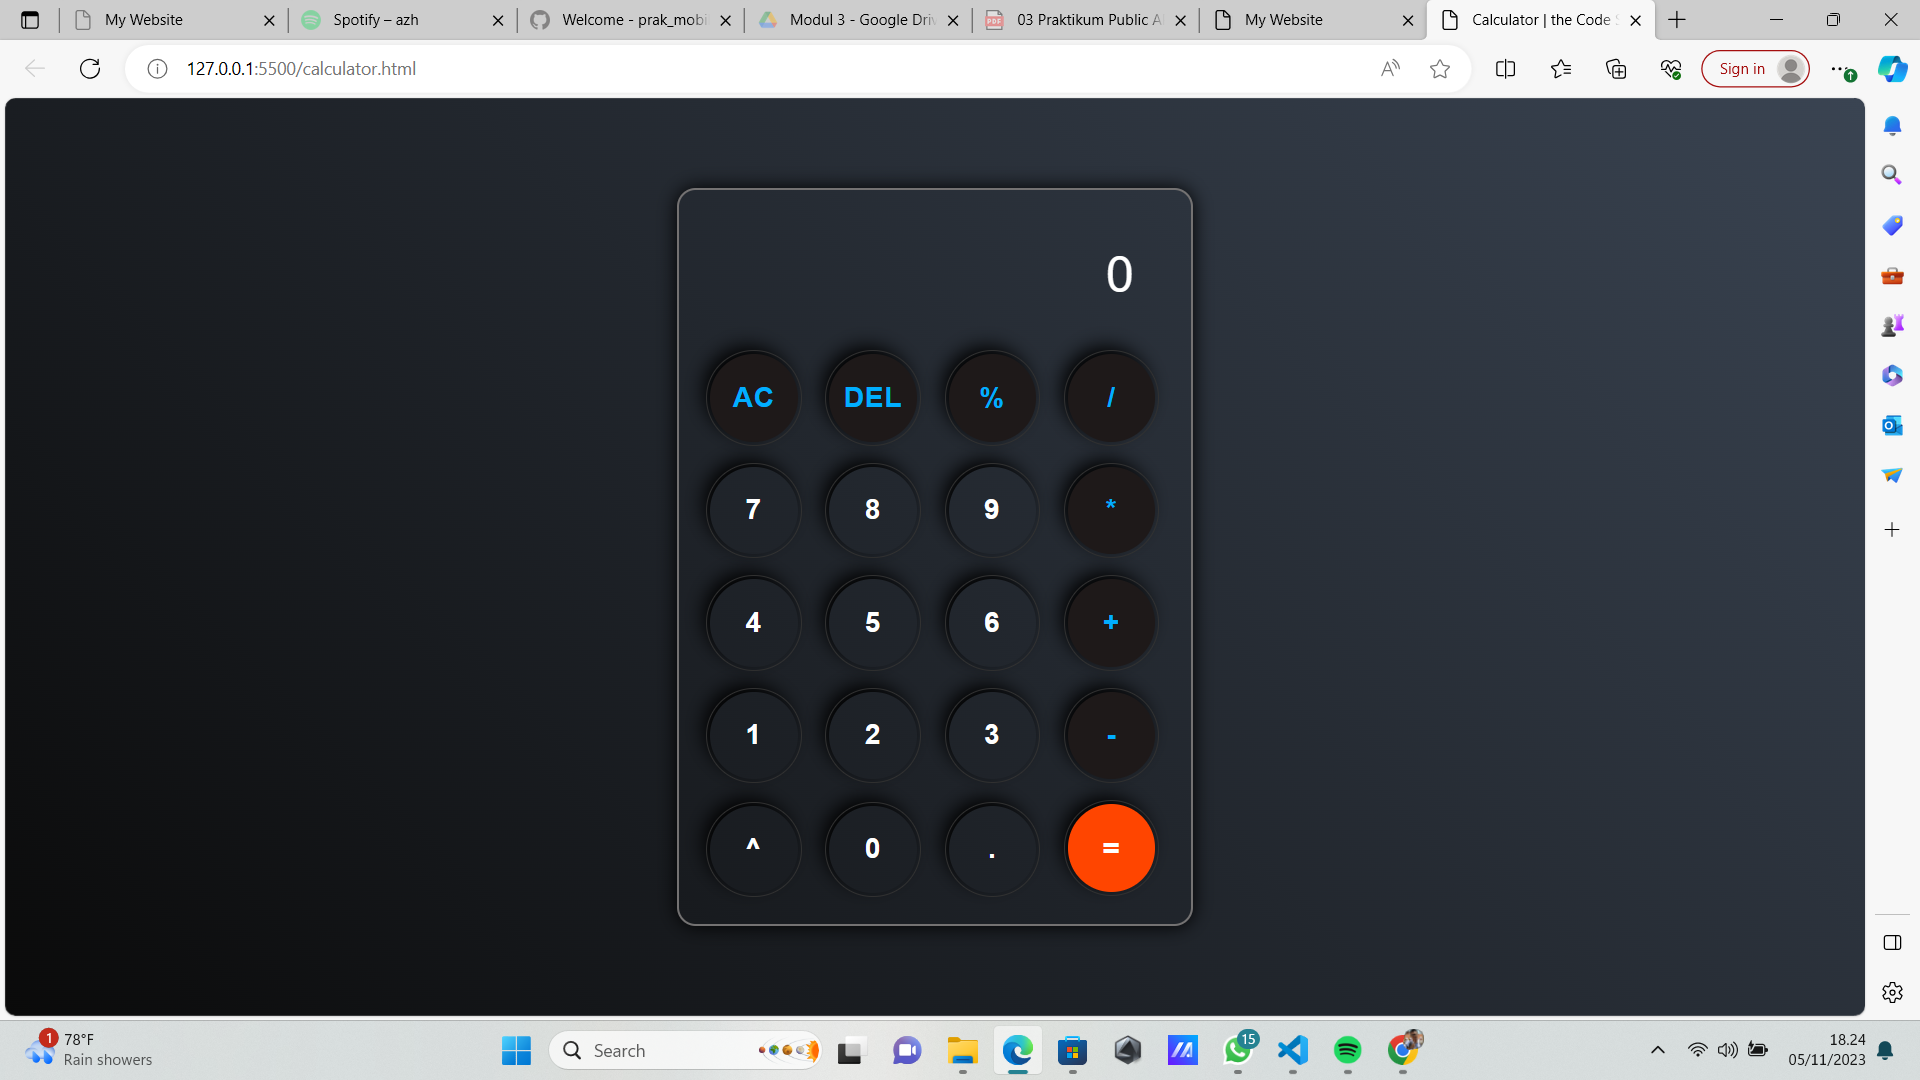 My Website
Spotify – azh
Welcome - prak_mobi
Modul 3 - Google Driv
03 Praktikum Public A
My Website
Calculator | the Code S
127.0.0.1:5500/calculator.html
Sign in
0
AC DEL % /
7 8 9 *
4 5 6 +
1 2 3 -
^ 0 . =
1
78°F
Rain showers
Search
15
18.24
05/11/2023